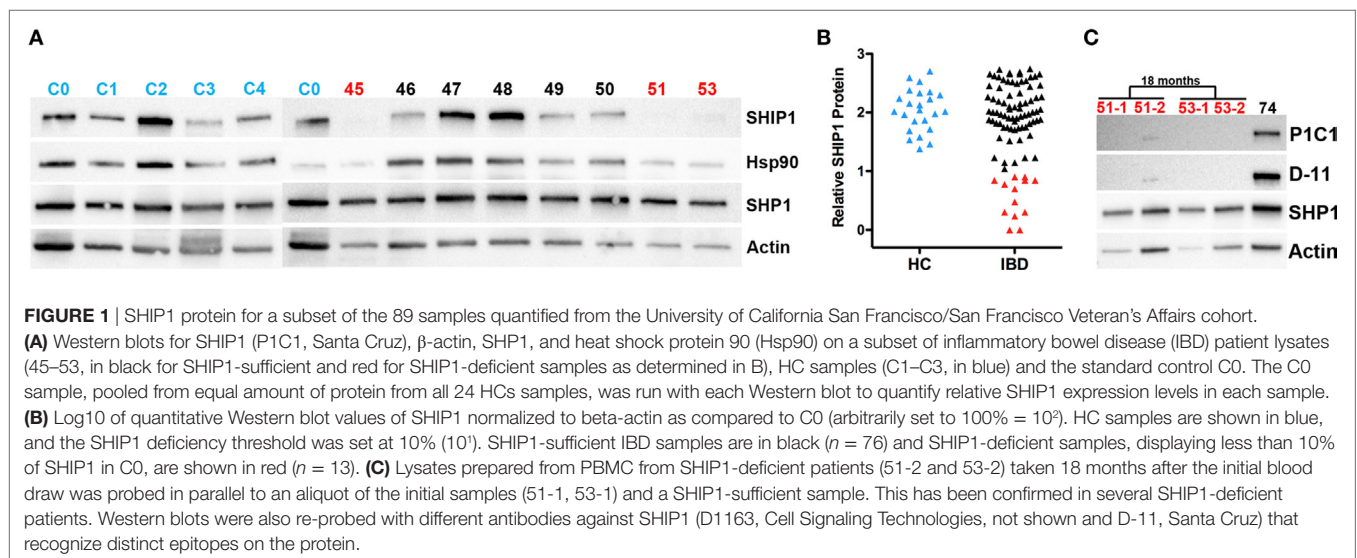 A
C0 C1 C2 C3 C4 C0 45 46 47 48 49 50 51 53
SHIP1
Hsp90
SHP1
Actin
B
Relative SHIP1 Protein
3
2
1
0
HC IBD
C
18 months
51-1 51-2 53-1 53-2 74
P1C1
D-11
SHP1
Actin
FIGURE 1 | SHIP1 protein for a subset of the 89 samples quantified from the University of California San Francisco/San Francisco Veteran's Affairs cohort.
(A) Western blots for SHIP1 (P1C1, Santa Cruz), β-actin, SHP1, and heat shock protein 90 (Hsp90) on a subset of inflammatory bowel disease (IBD) patient lysates
(45–53, in black for SHIP1-sufficient and red for SHIP1-deficient samples as determined in B), HC samples (C1–C3, in blue) and the standard control C0. The C0
sample, pooled from equal amount of protein from all 24 HCs samples, was run with each Western blot to quantify relative SHIP1 expression levels in each sample.
(B) Log10 of quantitative Western blot values of SHIP1 normalized to beta-actin as compared to C0 (arbitrarily set to 100% = 10²). HC samples are shown in blue,
and the SHIP1 deficiency threshold was set at 10% (10¹). SHIP1-sufficient IBD samples are in black (n = 76) and SHIP1-deficient samples, displaying less than 10%
of SHIP1 in C0, are shown in red (n = 13). (C) Lysates prepared from PBMC from SHIP1-deficient patients (51-2 and 53-2) taken 18 months after the initial blood
draw was probed in parallel to an aliquot of the initial samples (51-1, 53-1) and a SHIP1-sufficient sample. This has been confirmed in several SHIP1-deficient
patients. Western blots were also re-probed with different antibodies against SHIP1 (D1163, Cell Signaling Technologies, not shown and D-11, Santa Cruz) that
recognize distinct epitopes on the protein.